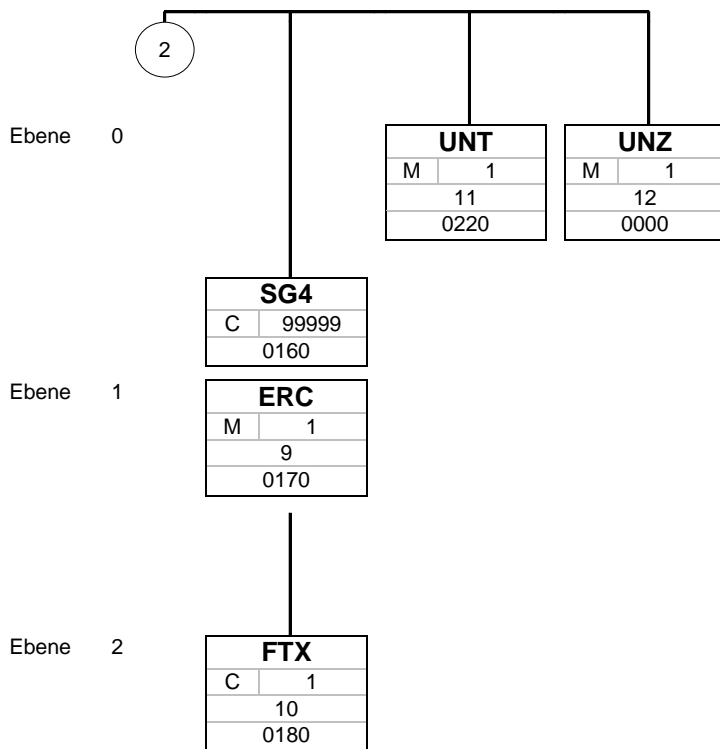 2
Ebene 0
UNT UNZ
M 1 M 1
11 12
0220 0000
SG4
C 99999
0160
Ebene 1
ERC
M 1
9
0170
Ebene 2
FTX
C 1
10
0180